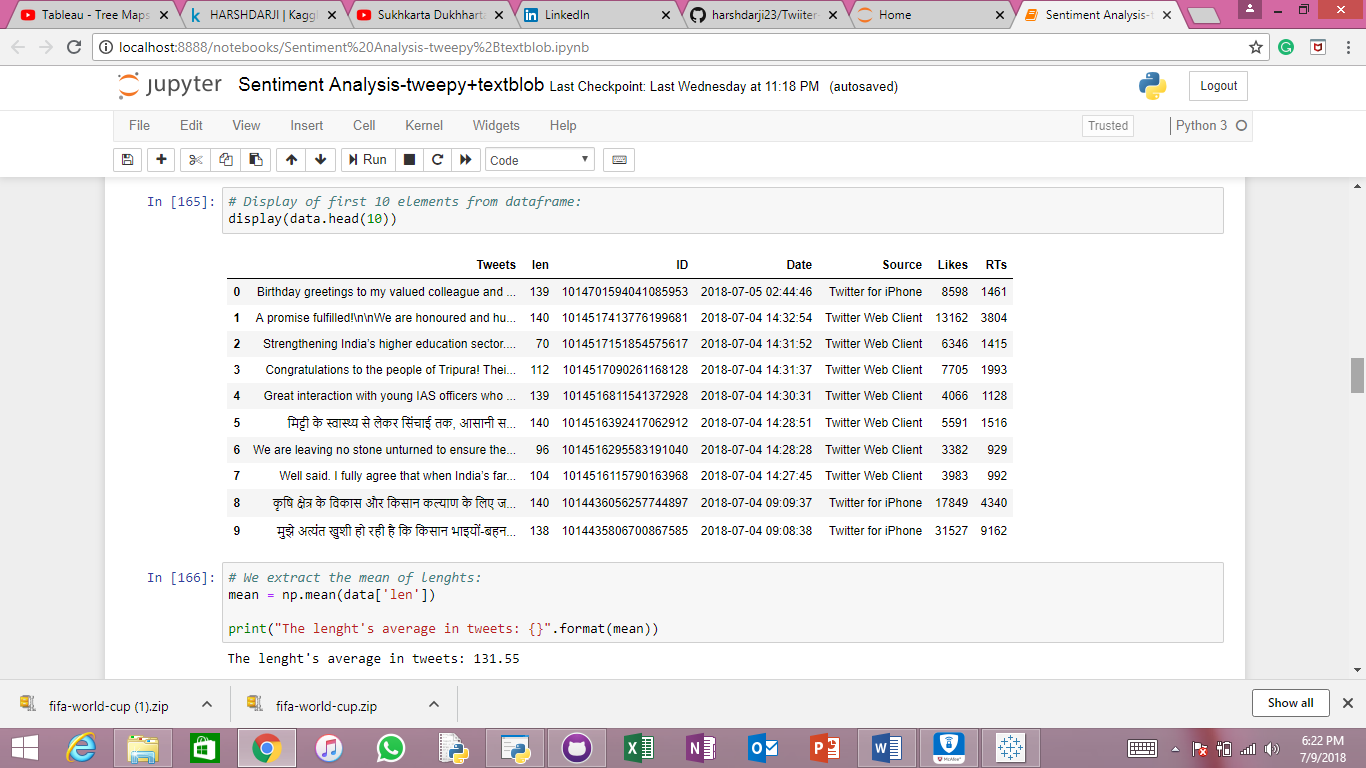 Tableau - Tree Maps
HARSHDARJI | Kaggl
Sukhkarta Dukhharta
LinkedIn
harshdarji23/Twiiter-
Home
Sentiment Analysis-t
localhost:8888/notebooks/Sentiment%20Analysis-tweepy%2Btextblob.ipynb
jupyter Sentiment Analysis-tweepy+textblob Last Checkpoint: Last Wednesday at 11:18 PM (autosaved)
Logout
File Edit View Insert Cell Kernel Widgets Help
Trusted
Python 3
Run
Code
In [165]: # Display of first 10 elements from dataframe:
display(data.head(10))
Tweets len ID Date Source Likes RTs
0 Birthday greetings to my valued colleague and ... 139 1014701594041085953 2018-07-05 02:44:46 Twitter for iPhone 8598 1461
1 A promise fulfilled!\n\nWe are honoured and hu... 140 1014517413776199681 2018-07-04 14:32:54 Twitter Web Client 13162 3804
2 Strengthening India's higher education sector.... 70 1014517151854575617 2018-07-04 14:31:52 Twitter Web Client 6346 1415
3 Congratulations to the people of Tripura! Thei... 112 1014517090261168128 2018-07-04 14:31:37 Twitter Web Client 7705 1993
4 Great interaction with young IAS officers who ... 139 1014516811541372928 2018-07-04 14:30:31 Twitter Web Client 4066 1128
5 मिट्टी के स्वास्थ्य से लेकर सिंचाई तक, आसानी स... 140 1014516392417062912 2018-07-04 14:28:51 Twitter Web Client 5591 1516
6 We are leaving no stone unturned to ensure the... 96 1014516295583191040 2018-07-04 14:28:28 Twitter Web Client 3382 929
7 Well said. I fully agree that when India's far... 104 1014516115790163968 2018-07-04 14:27:45 Twitter Web Client 3983 992
8 कृषि क्षेत्र के विकास और किसान कल्याण के लिए ज... 140 1014436056257744897 2018-07-04 09:09:37 Twitter for iPhone 17849 4340
9 मुझे अत्यंत खुशी हो रही है कि किसान भाइयों-बहन... 138 1014435806700867585 2018-07-04 09:08:38 Twitter for iPhone 31527 9162
In [166]: # We extract the mean of lenghts:
mean = np.mean(data['len'])
print("The lenght's average in tweets: {}".format(mean))
The lenght's average in tweets: 131.55
fifa-world-cup (1).zip
fifa-world-cup.zip
Show all
6:22 PM
7/9/2018